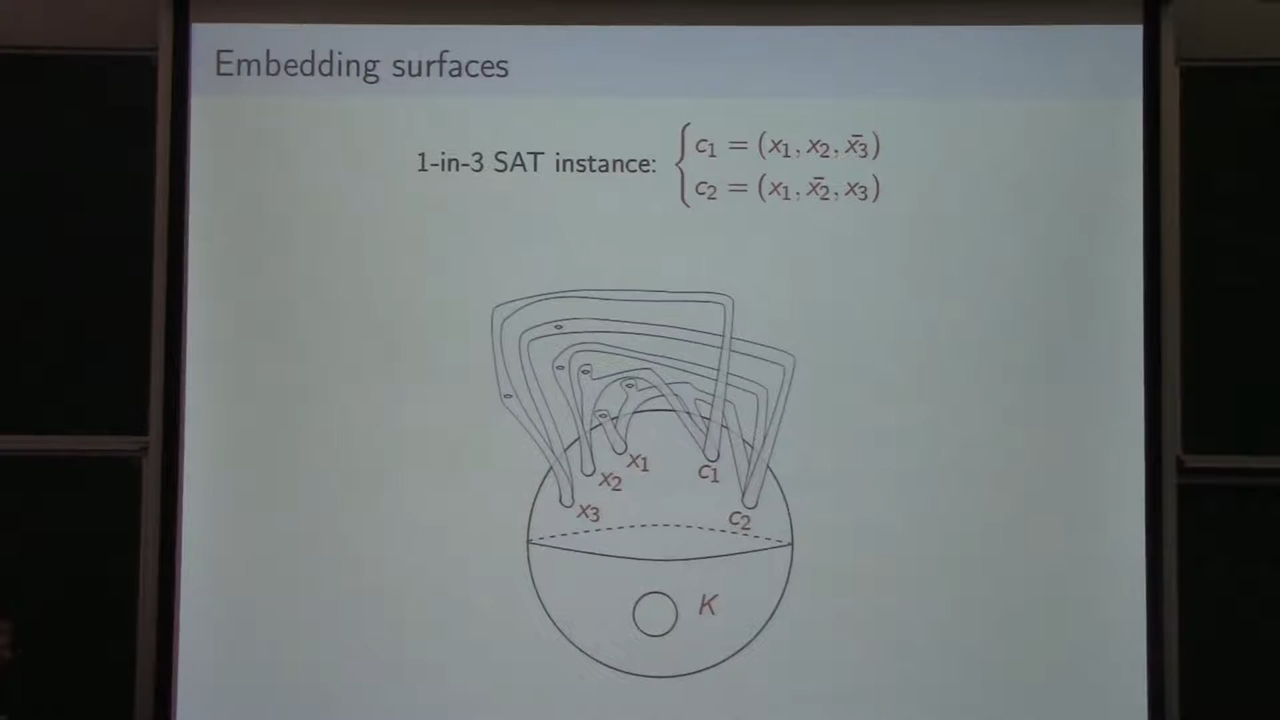 Embedding surfaces
1-in-3 SAT instance: { c₁ = (x₁, x₂, x̄₃)
c₂ = (x₁, x̄₂, x₃)
x₁
x₂
c₁
x₃
c₂
K